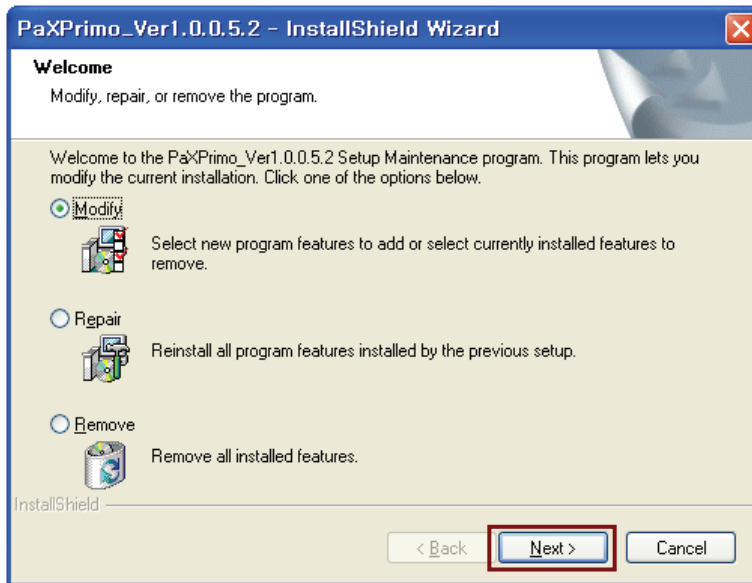 PaXPrimo_Ver1.0.0.5.2 - InstallShield Wizard
Welcome
Modify, repair, or remove the program.
Welcome to the PaXPrimo_Ver1.0.0.5.2 Setup Maintenance program. This program lets you
modify the current installation. Click one of the options below.
Modify
Select new program features to add or select currently installed features to
remove.
Repair
Reinstall all program features installed by the previous setup.
Remove
Remove all installed features.
InstallShield
< Back
Next >
Cancel